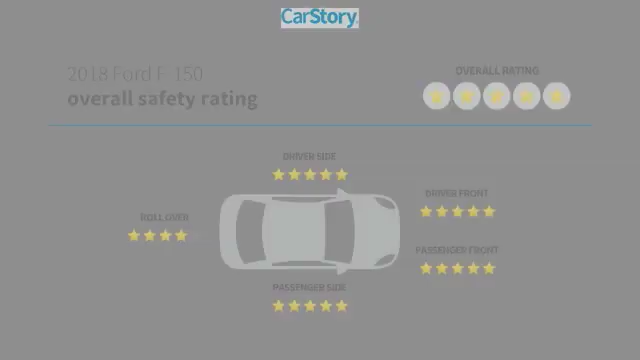 CarStory.
2018 Ford F-150
overall safety rating
OVERALL RATING
DRIVER SIDE
DRIVER FRONT
ROLL OVER
PASSENGER FRONT
PASSENGER SIDE